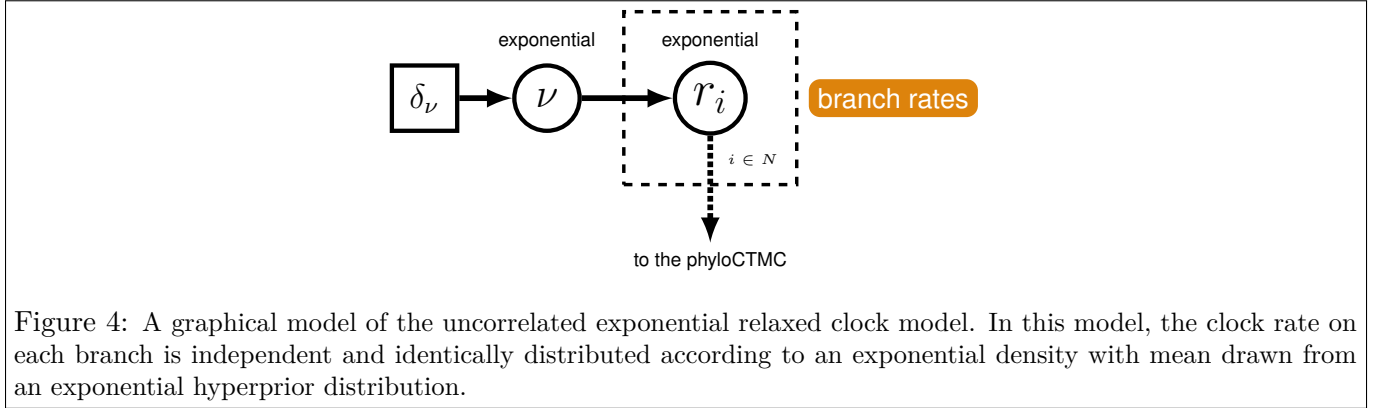 exponential exponential
δ_ν ν r_i branch rates
i ∈ N
to the phyloCTMC
Figure 4: A graphical model of the uncorrelated exponential relaxed clock model. In this model, the clock rate on
each branch is independent and identically distributed according to an exponential density with mean drawn from
an exponential hyperprior distribution.